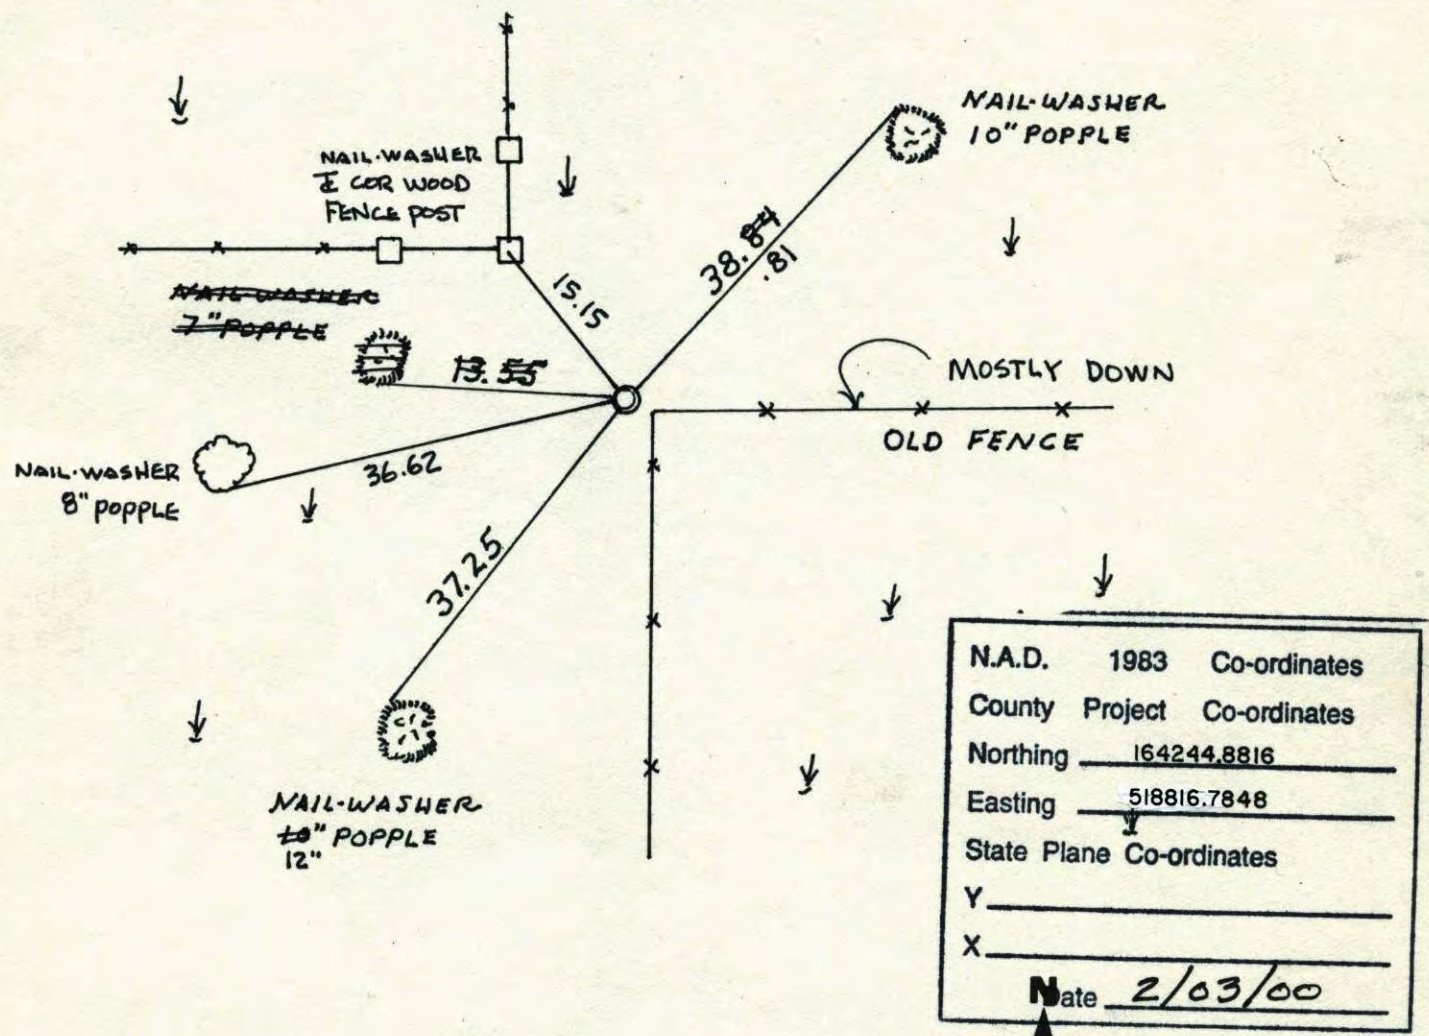 NAIL-WASHER
10" POPPLE
NAIL-WASHER
℄ COR WOOD
FENCE POST
38.84
.81
15.15
NAIL-WASHER
7" POPPLE
13.55
MOSTLY DOWN
OLD FENCE
36.62
NAIL-WASHER
8" POPPLE
37.25
NAIL-WASHER
10" POPPLE
12"
N.A.D. 1983 Co-ordinates
County Project Co-ordinates
Northing 164244.8816
Easting 518816.7848
State Plane Co-ordinates
Y
X
N
Date 2/03/00